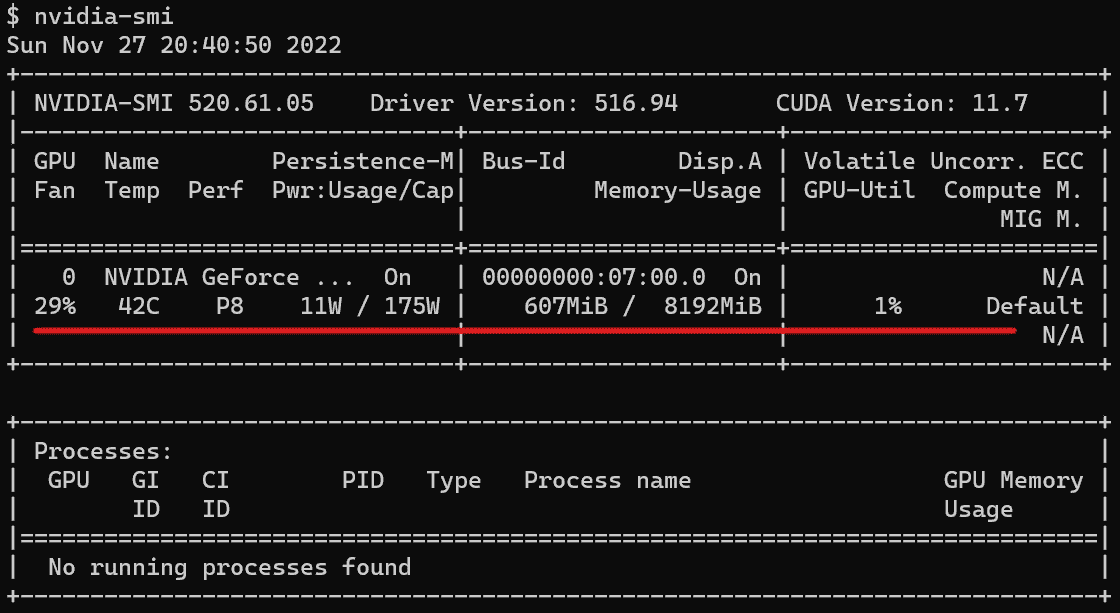 $ nvidia-smi
Sun Nov 27 20:40:50 2022
+-----------------------------------------------------------------------------+
| NVIDIA-SMI 520.61.05    Driver Version: 516.94       CUDA Version: 11.7     |
|-------------------------------+----------------------+----------------------+
| GPU  Name        Persistence-M| Bus-Id        Disp.A | Volatile Uncorr. ECC |
| Fan  Temp  Perf  Pwr:Usage/Cap|         Memory-Usage | GPU-Util  Compute M. |
|                               |                      |               MIG M. |
|===============================+======================+======================|
|   0  NVIDIA GeForce ...  On   | 00000000:07:00.0  On |                  N/A |
| 29%   42C    P8    11W / 175W |    607MiB /  8192MiB |      1%      Default |
|                               |                      |                  N/A |
+-------------------------------+----------------------+----------------------+

+-----------------------------------------------------------------------------+
| Processes:                                                                  |
|  GPU   GI   CI        PID   Type   Process name                  GPU Memory |
|        ID   ID                                                   Usage      |
|=============================================================================|
|  No running processes found                                                 |
+-----------------------------------------------------------------------------+